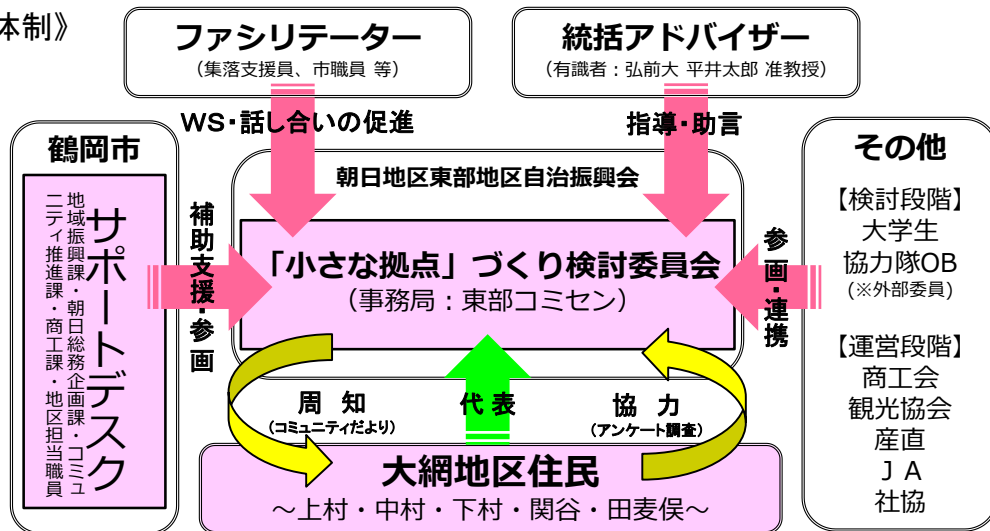 体制》
ファシリテーター
（集落支援員、市職員 等）
統括アドバイザー
（有識者：弘前大 平井太郎 准教授）
WS・話し合いの促進
指導・助言
鶴岡市
サポートデスク
地域振興課・朝日総務企画課・コミュ
ニティ推進課・商工課・地区担当職員
補助支援・参画
朝日地区東部地区自治振興会
「小さな拠点」づくり検討委員会
（事務局：東部コミセン）
参画・連携
その他
【検討段階】
大学生
協力隊OB
（※外部委員）
【運営段階】
商工会
観光協会
産直
ＪＡ
社協
周 知
（コミュニティだより）
代 表
協 力
（アンケート調査）
大網地区住民
～上村・中村・下村・関谷・田麦俣～